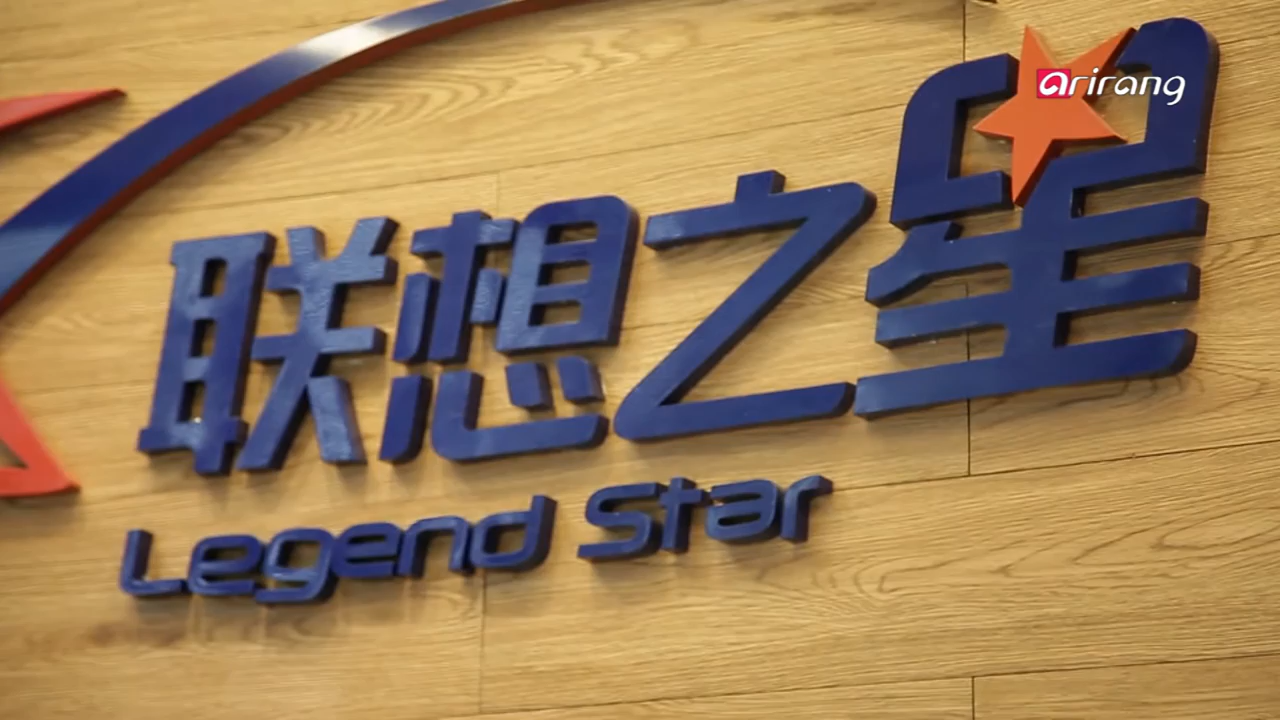 arirang
联想之星
Legend Star